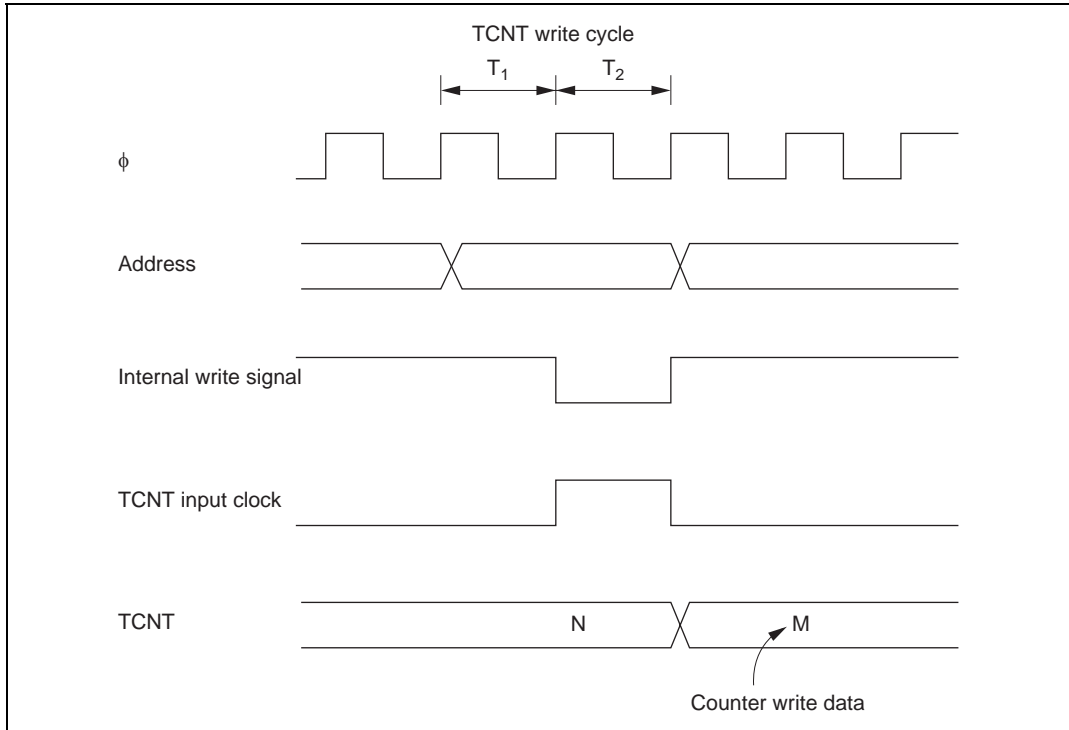 TCNT write cycle
T1 T2
ϕ
Address
Internal write signal
TCNT input clock
TCNT N M
Counter write data